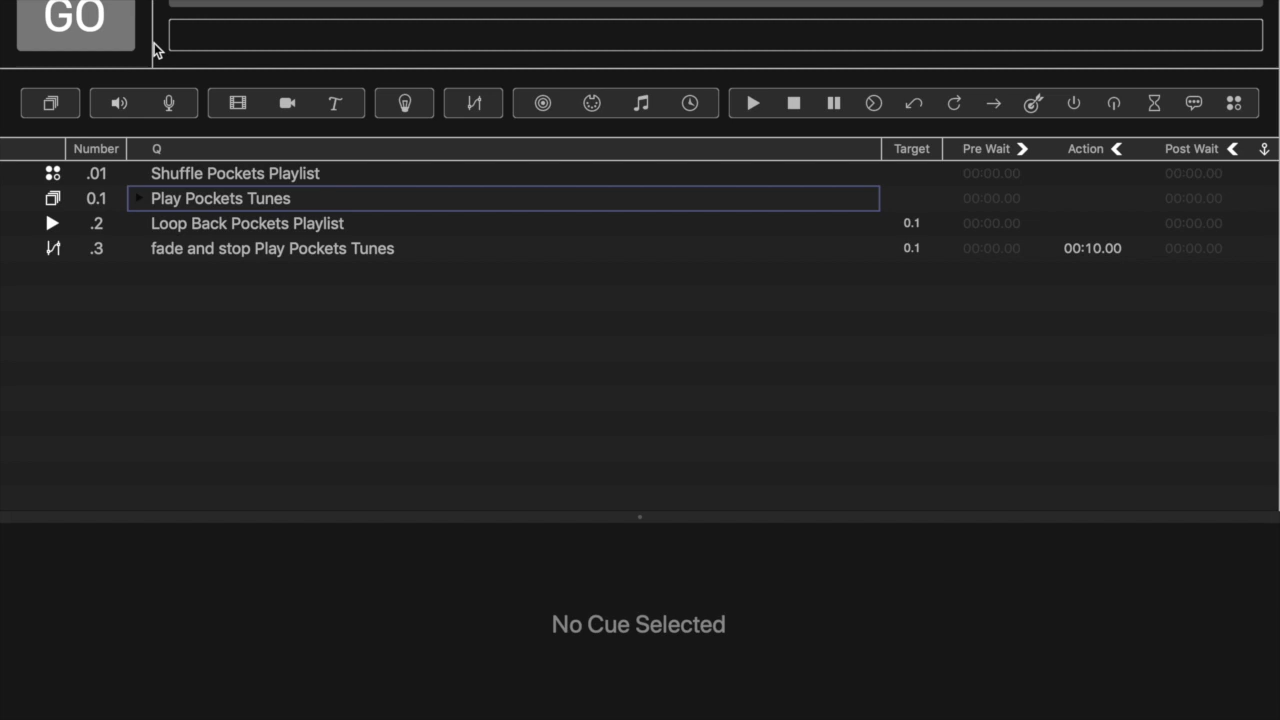 GO
Number Q Target Pre Wait Action Post Wait
.01 Shuffle Pockets Playlist 00:00.00 00:00.00
0.1 Play Pockets Tunes 00:00.00 00:00.00
.2 Loop Back Pockets Playlist 0.1 00:00.00 00:00.00
.3 fade and stop Play Pockets Tunes 0.1 00:00.00 00:10.00 00:00.00
No Cue Selected